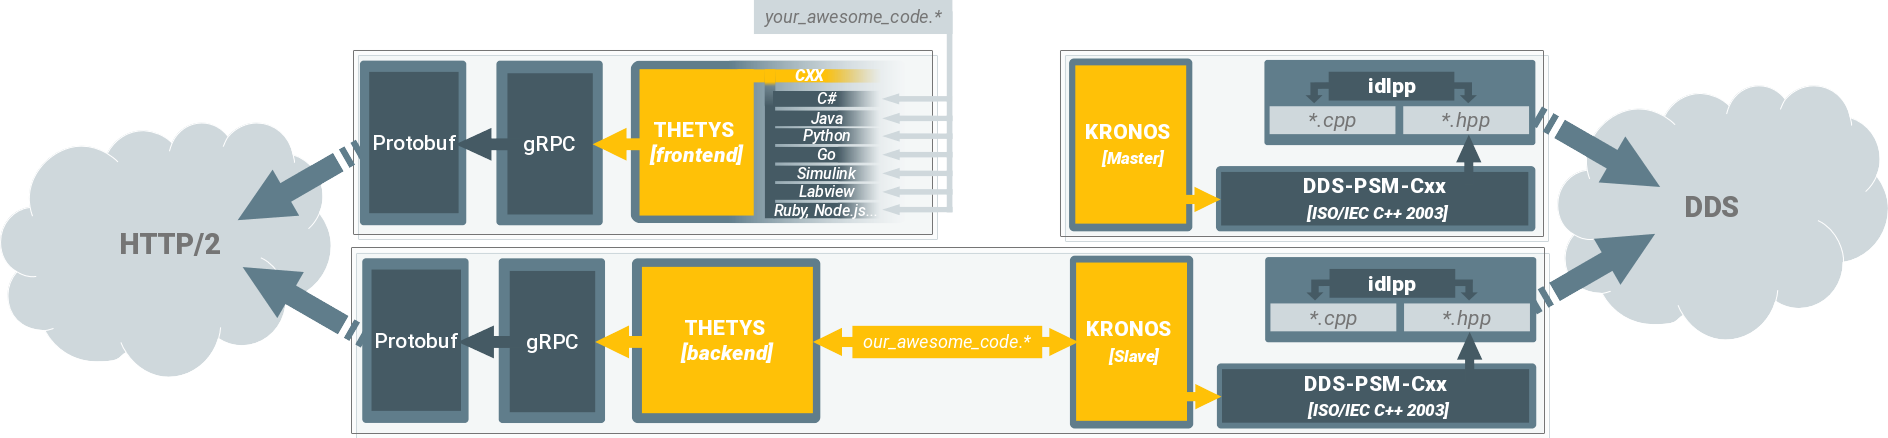 your_awesome_code.*
HTTP/2
Protobuf
gRPC
THETYS
[frontend]
CXX
C#
Java
Python
Go
Simulink
Labview
Ruby, Node.js...
KRONOS
[Master]
idlpp
*.cpp
*.hpp
DDS-PSM-Cxx
[ISO/IEC C++ 2003]
DDS
Protobuf
gRPC
THETYS
[backend]
our_awesome_code.*
KRONOS
[Slave]
idlpp
*.cpp
*.hpp
DDS-PSM-Cxx
[ISO/IEC C++ 2003]